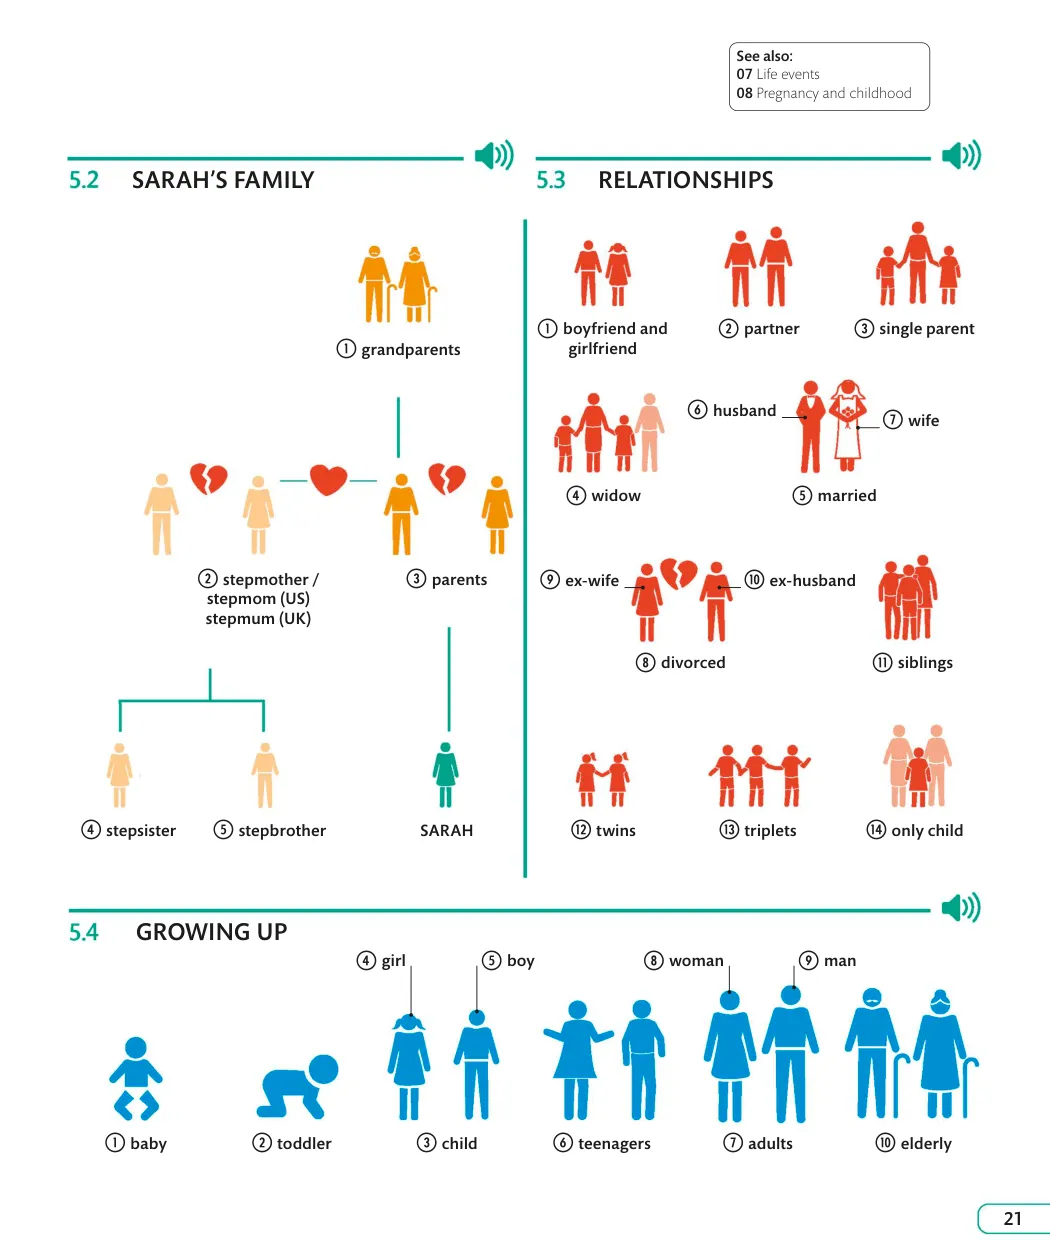 See also:
07 Life events
08 Pregnancy and childhood
5.2 SARAH'S FAMILY
1 grandparents
2 stepmother /
stepmom (US)
stepmum (UK)
3 parents
4 stepsister
5 stepbrother
SARAH
5.3 RELATIONSHIPS
1 boyfriend and
girlfriend
2 partner
3 single parent
4 widow
6 husband
7 wife
5 married
9 ex-wife
10 ex-husband
8 divorced
11 siblings
12 twins
13 triplets
14 only child
5.4 GROWING UP
4 girl
5 boy
8 woman
9 man
1 baby
2 toddler
3 child
6 teenagers
7 adults
10 elderly
21